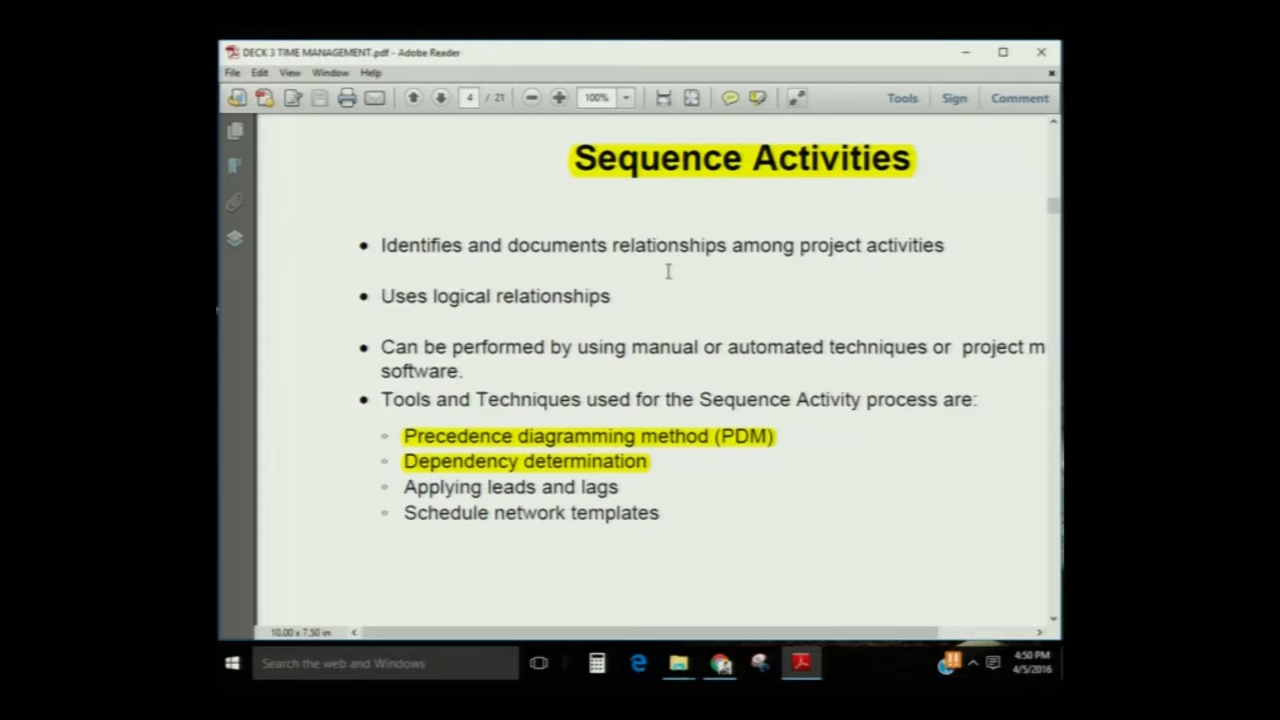 DECK 3 TIME MANAGEMENT.pdf - Adobe Reader
File Edit View Window Help
4 / 21 100% Tools Sign Comment
Sequence Activities
• Identifies and documents relationships among project activities
• Uses logical relationships
• Can be performed by using manual or automated techniques or project m
software.
• Tools and Techniques used for the Sequence Activity process are:
Precedence diagramming method (PDM)
Dependency determination
Applying leads and lags
Schedule network templates
10.00 x 7.50 in
Search the web and Windows
4:50 PM
4/5/2016